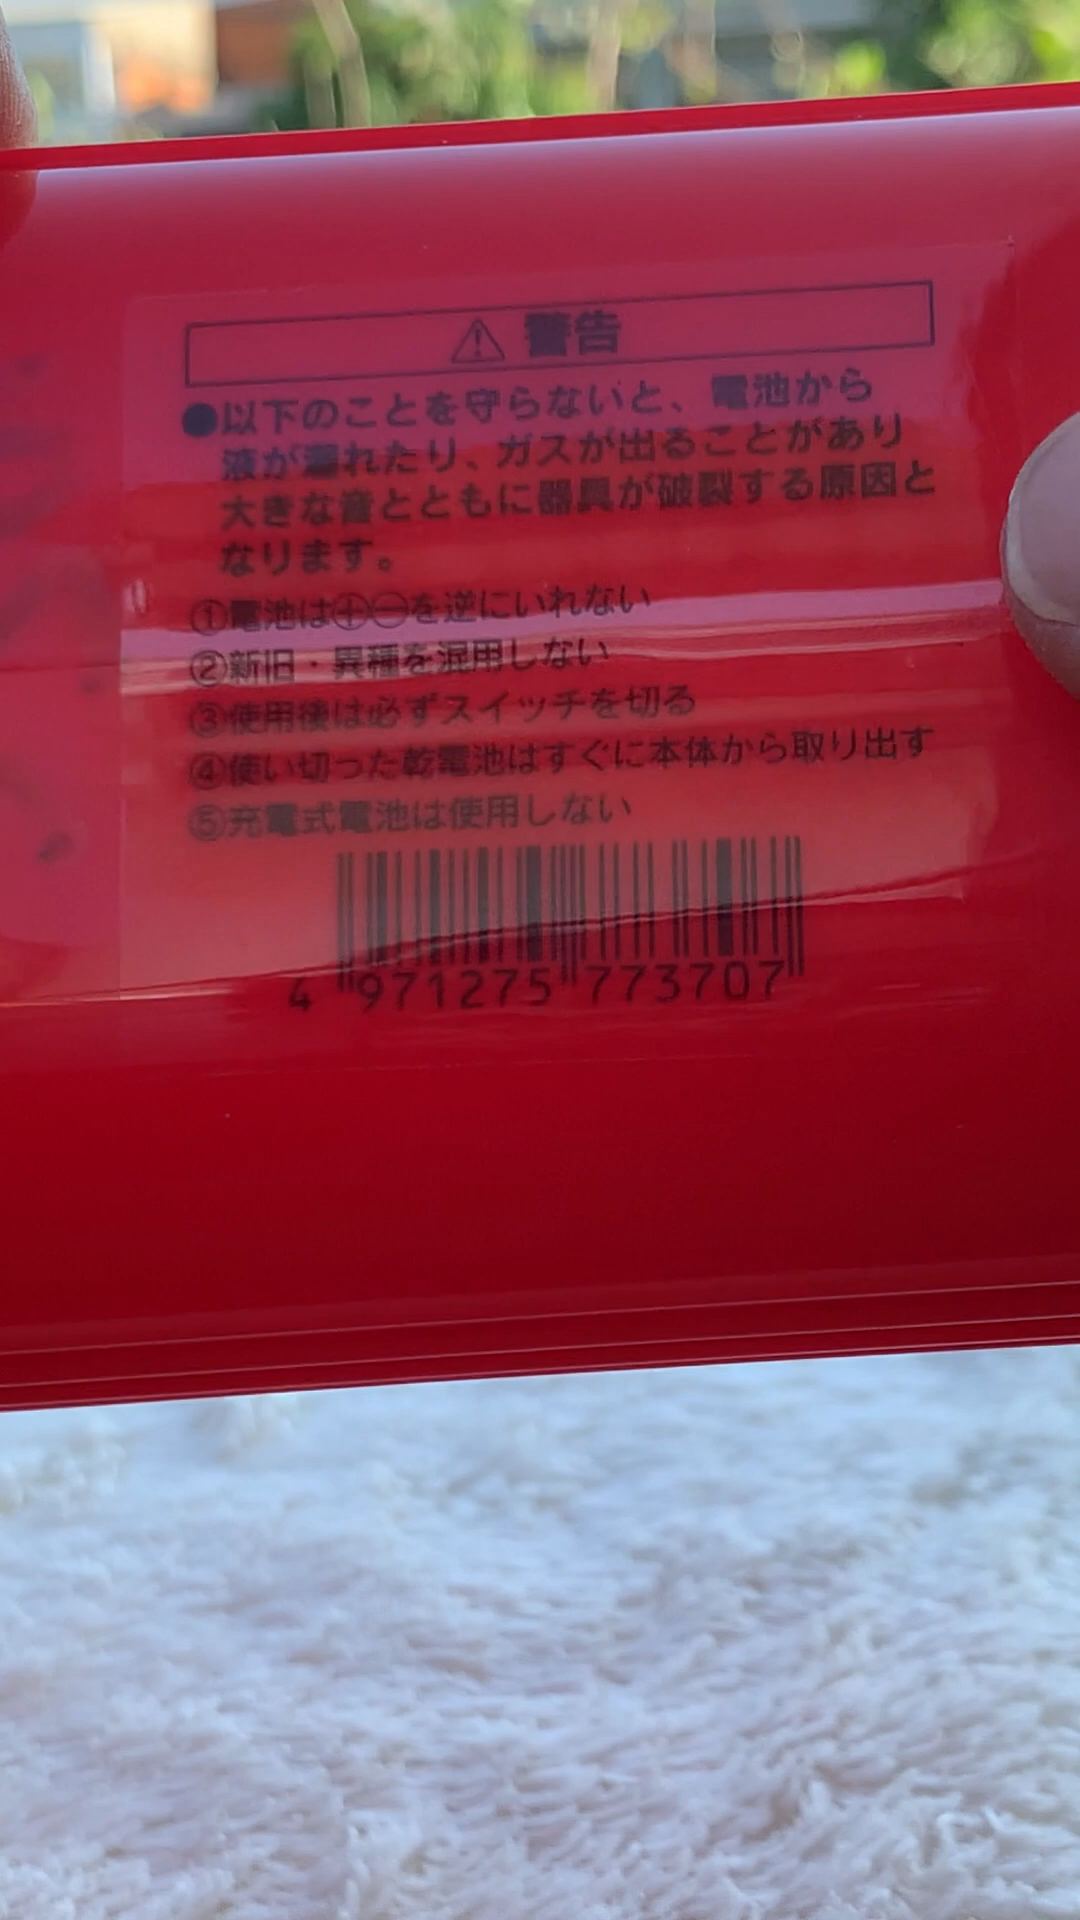 ⚠ 警告
●以下のことを守らないと、電池から
液が漏れたり、ガスが出ることがあり
大きな音とともに器具が破裂する原因と
なります。
①電池は⊕⊖を逆にいれない
②新旧・異種を混用しない
③使用後は必ずスイッチを切る
④使い切った乾電池はすぐに本体から取り出す
⑤充電式電池は使用しない
4 971275 773707